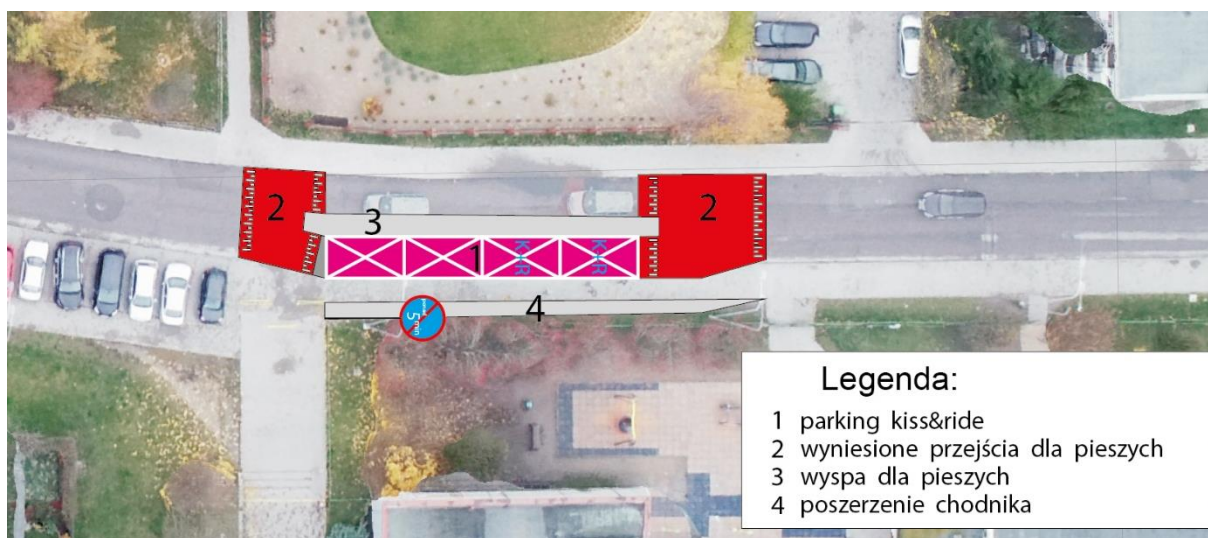 2
2
3
1
K+R
K+R
4
5 min
Legenda:
1 parking kiss&ride
2 wyniesione przejścia dla pieszych
3 wyspa dla pieszych
4 poszerzenie chodnika